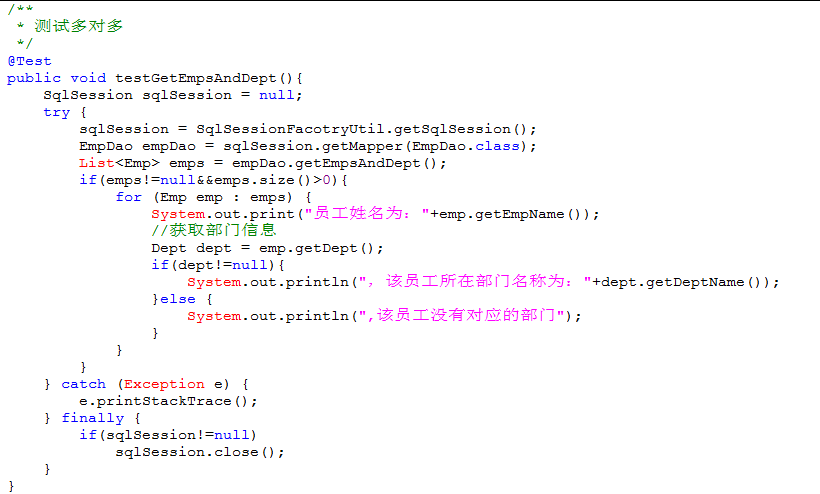 /**
 * 测试多对多
 */
@Test
public void testGetEmpsAndDept(){
    SqlSession sqlSession = null;
    try {
        sqlSession = SqlSessionFacotryUtil.getSqlSession();
        EmpDao empDao = sqlSession.getMapper(EmpDao.class);
        List<Emp> emps = empDao.getEmpsAndDept();
        if(emps!=null&&emps.size()>0){
            for (Emp emp : emps) {
                System.out.print("员工姓名为："+emp.getEmpName());
                //获取部门信息
                Dept dept = emp.getDept();
                if(dept!=null){
                    System.out.println("，该员工所在部门名称为："+dept.getDeptName());
                }else {
                    System.out.println(",该员工没有对应的部门");
                }
            }
        }
    } catch (Exception e) {
        e.printStackTrace();
    } finally {
        if(sqlSession!=null)
            sqlSession.close();
    }
}